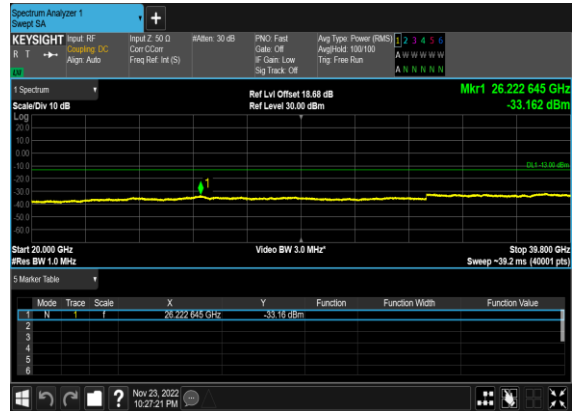 Spectrum Analyzer 1
Swept SA
KEYSIGHT Input: RF Input Z: 50 Ω #Atten: 30 dB PNO: Fast Avg Type: Power (RMS) 1 2 3 4 5 6
R T Coupling: DC Corr CCorr Gate: Off Avg|Hold: 100/100 A W W W W W
Align: Auto Freq Ref: Int (S) IF Gain: Low Trig: Free Run
LW Sig Track: Off A N N N N N
1 Spectrum Ref Lvl Offset 18.68 dB Mkr1 26.222 645 GHz
Scale/Div 10 dB Ref Level 30.00 dBm -33.162 dBm
Log
20.0
10.0
0.00
-10.0
DL1 -13.00 dBm
-20.0
1
-30.0
-40.0
-50.0
-60.0
Start 20.000 GHz Video BW 3.0 MHz* Stop 39.800 GHz
#Res BW 1.0 MHz Sweep ~39.2 ms (40001 pts)
5 Marker Table
Mode Trace Scale X Y Function Function Width Function Value
1 N 1 f 26.222 645 GHz -33.16 dBm
2
3
4
5
6
? Nov 23, 2022
10:27:21 PM